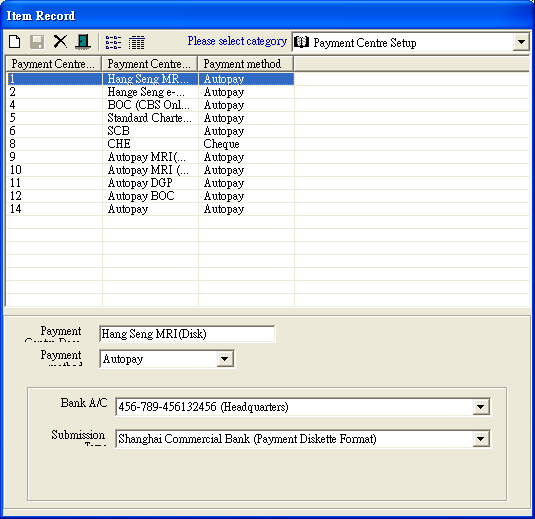 Item Record
Please select category Payment Centre Setup
Payment Centre... Payment Centre... Payment method
1 Hang Seng MR... Autopay
2 Hange Seng e-... Autopay
4 BOC (CBS Onl... Autopay
5 Standard Charte... Autopay
6 SCB Autopay
8 CHE Cheque
9 Autopay MRI(... Autopay
10 Autopay MRI (... Autopay
11 Autopay DGP Autopay
12 Autopay BOC Autopay
14 Autopay Autopay
Payment Hang Seng MRI(Disk)
Payment
method Autopay
Bank A/C 456-789-456132456 (Headquarters)
Submission
Type Shanghai Commercial Bank (Payment Diskette Format)